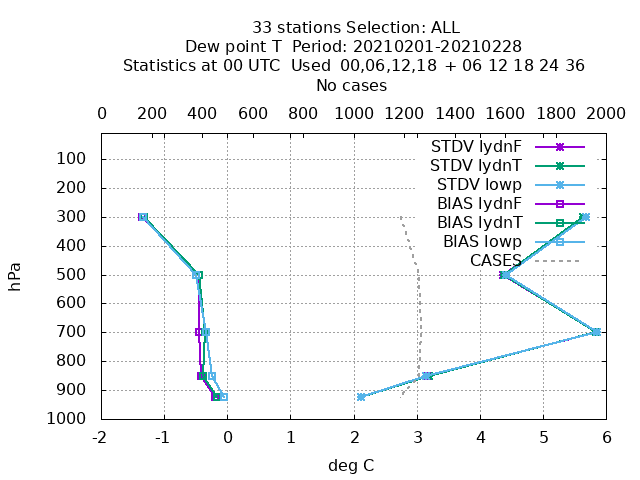 33 stations Selection: ALL
Dew point T  Period: 20210201-20210228
Statistics at 00 UTC  Used  00,06,12,18  + 06 12 18 24 36
No cases
0 200 400 600 800 1000 1200 1400 1600 1800 2000
STDV lydnF
STDV lydnT
STDV lowp
BIAS lydnF
BIAS lydnT
BIAS lowp
CASES
hPa
100
200
300
400
500
600
700
800
900
1000
-2 -1 0 1 2 3 4 5 6
deg C